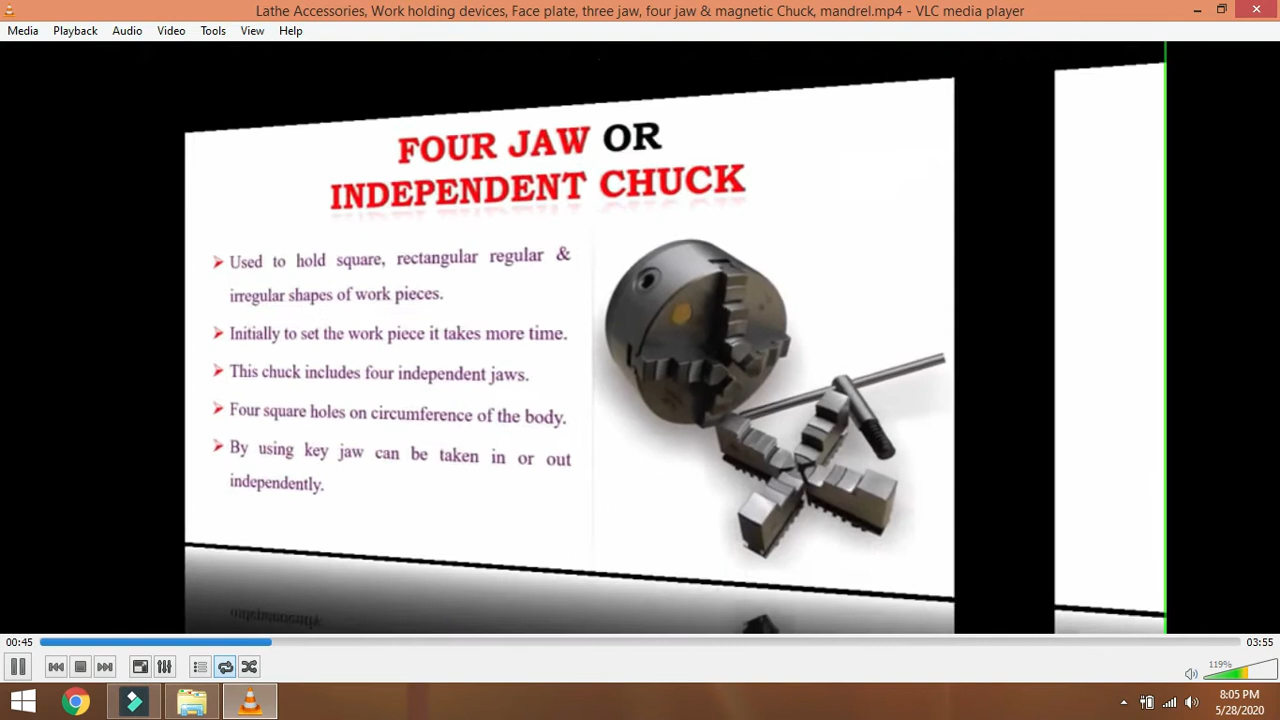 Lathe Accessories, Work holding devices, Face plate, three jaw, four jaw & magnetic Chuck, mandrel.mp4 - VLC media player
Media Playback Audio Video Tools View Help
FOUR JAW OR
INDEPENDENT CHUCK
Used to hold square, rectangular regular &
irregular shapes of work pieces.
Initially to set the work piece it takes more time.
This chuck includes four independent jaws.
Four square holes on circumference of the body.
By using key jaw can be taken in or out
independently.
independently.
00:45 03:55
119%
8:05 PM
5/28/2020